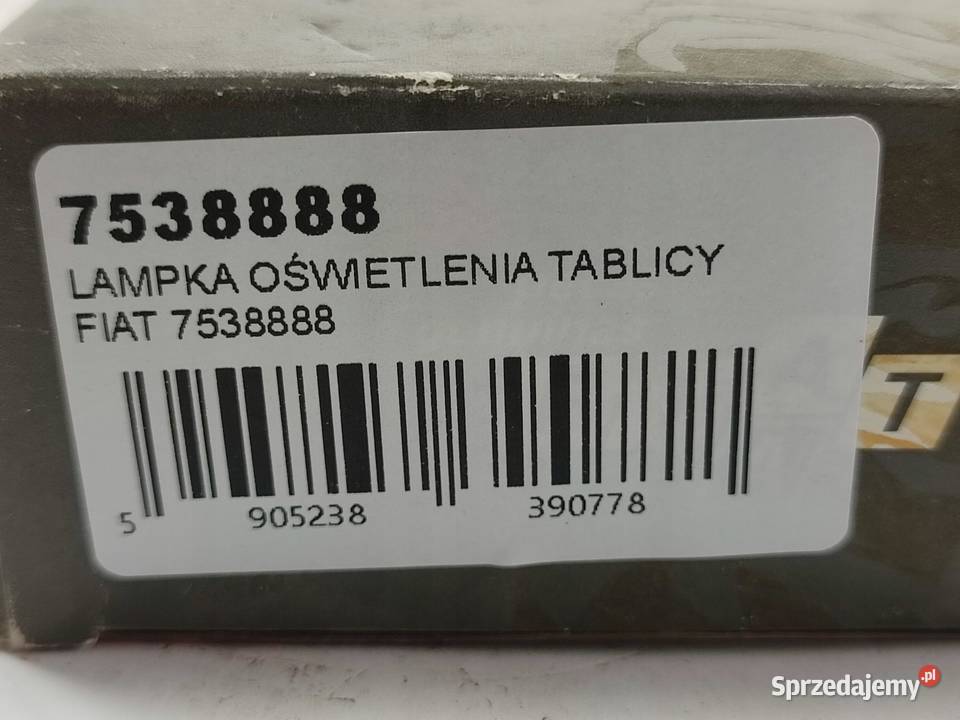 7538888
LAMPKA OŚWIETLENIA TABLICY
FIAT 7538888
5 905238 390778
T
Sprzedajemy.pl